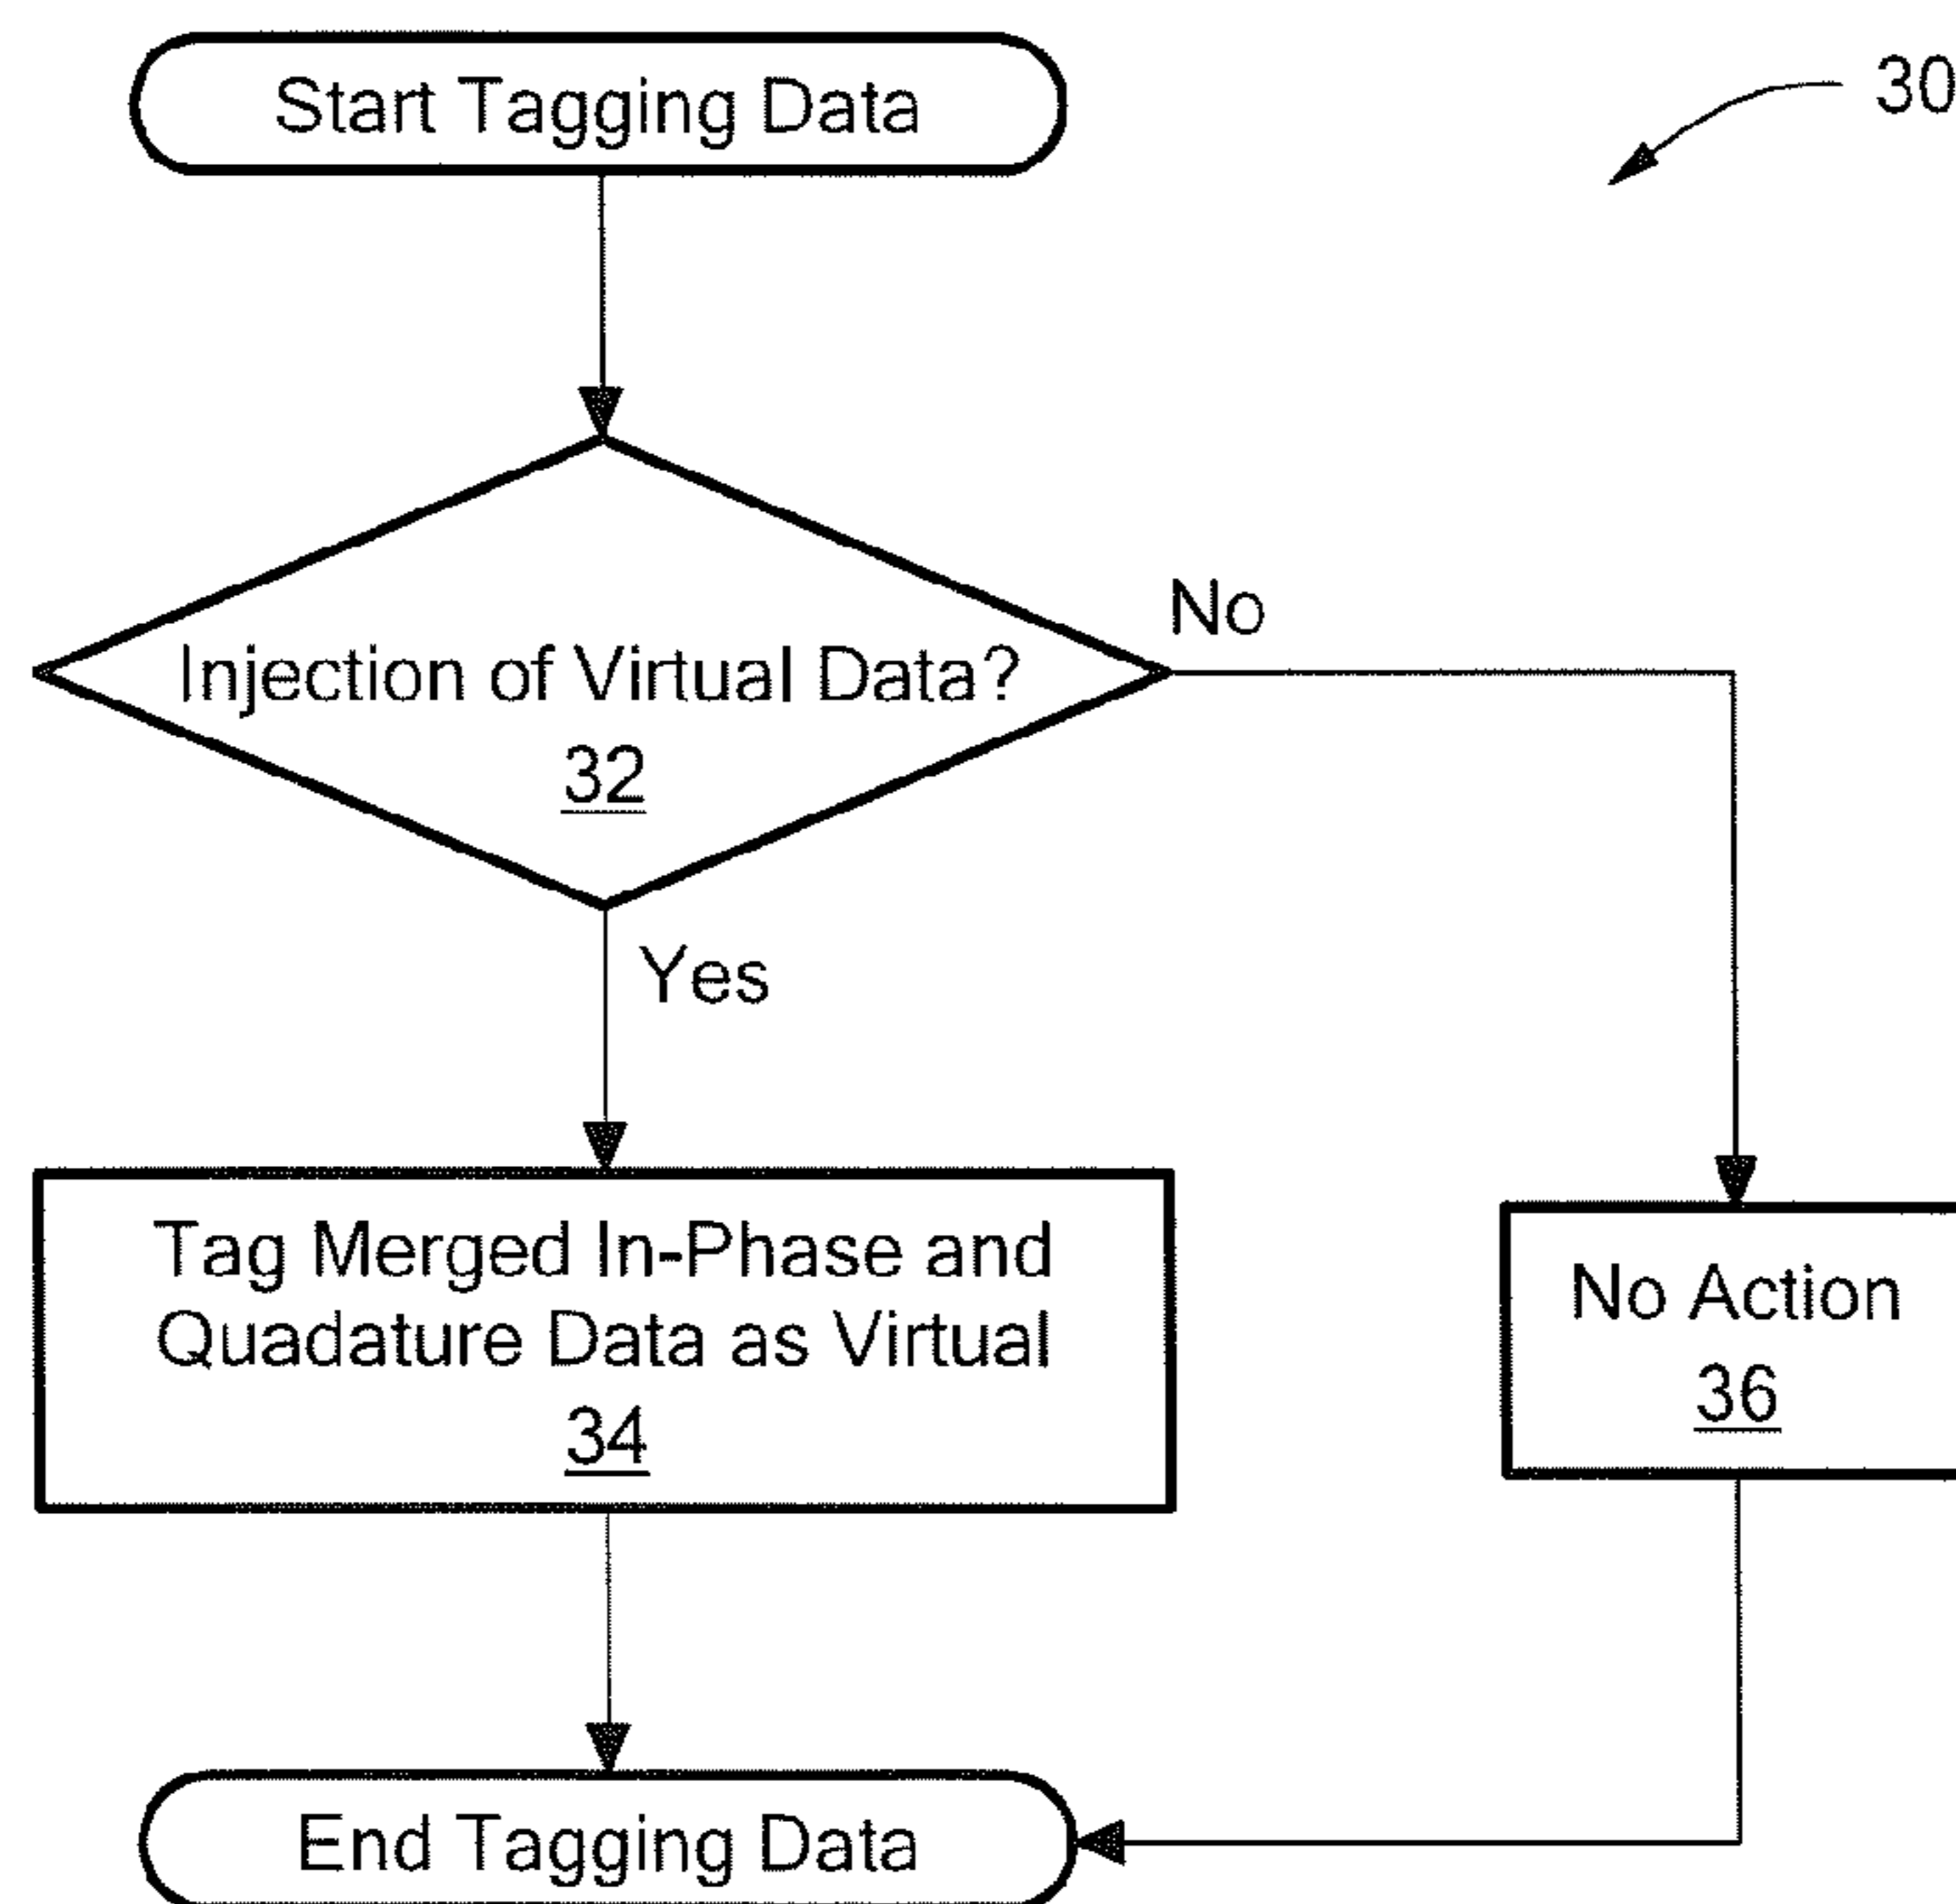 Start Tagging Data
30
Injection of Virtual Data?
32
No
Yes
Tag Merged In-Phase and
Quadature Data as Virtual
34
No Action
36
End Tagging Data